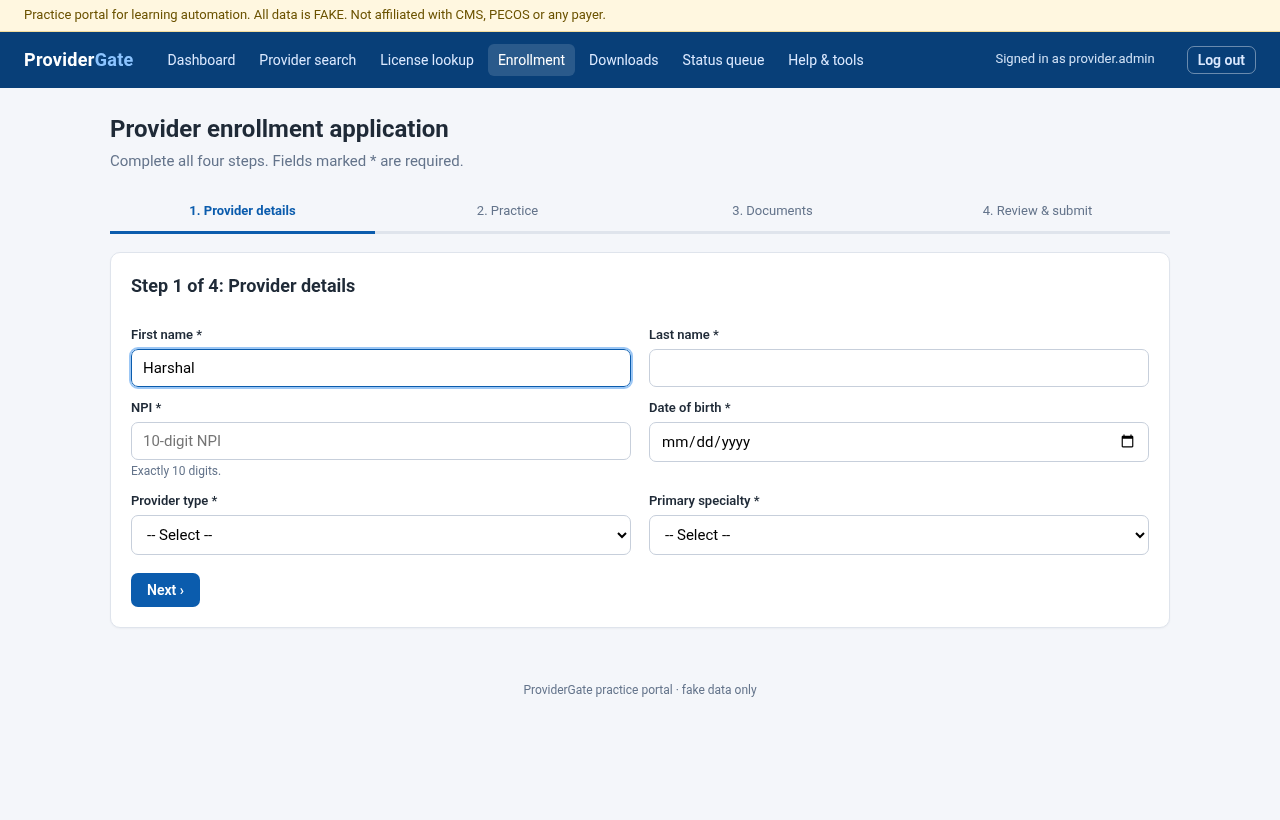 Practice portal for learning automation. All data is FAKE. Not affiliated with CMS, PECOS or any payer.
ProviderGate Dashboard Provider search License lookup Enrollment Downloads Status queue Help & tools Signed in as provider.admin Log out
Provider enrollment application
Complete all four steps. Fields marked * are required.
1. Provider details 2. Practice 3. Documents 4. Review & submit
Step 1 of 4: Provider details
First name * Last name *
Harshal
NPI * Date of birth *
10-digit NPI mm/dd/yyyy
Exactly 10 digits.
Provider type * Primary specialty *
-- Select -- -- Select --
Next ›
ProviderGate practice portal · fake data only